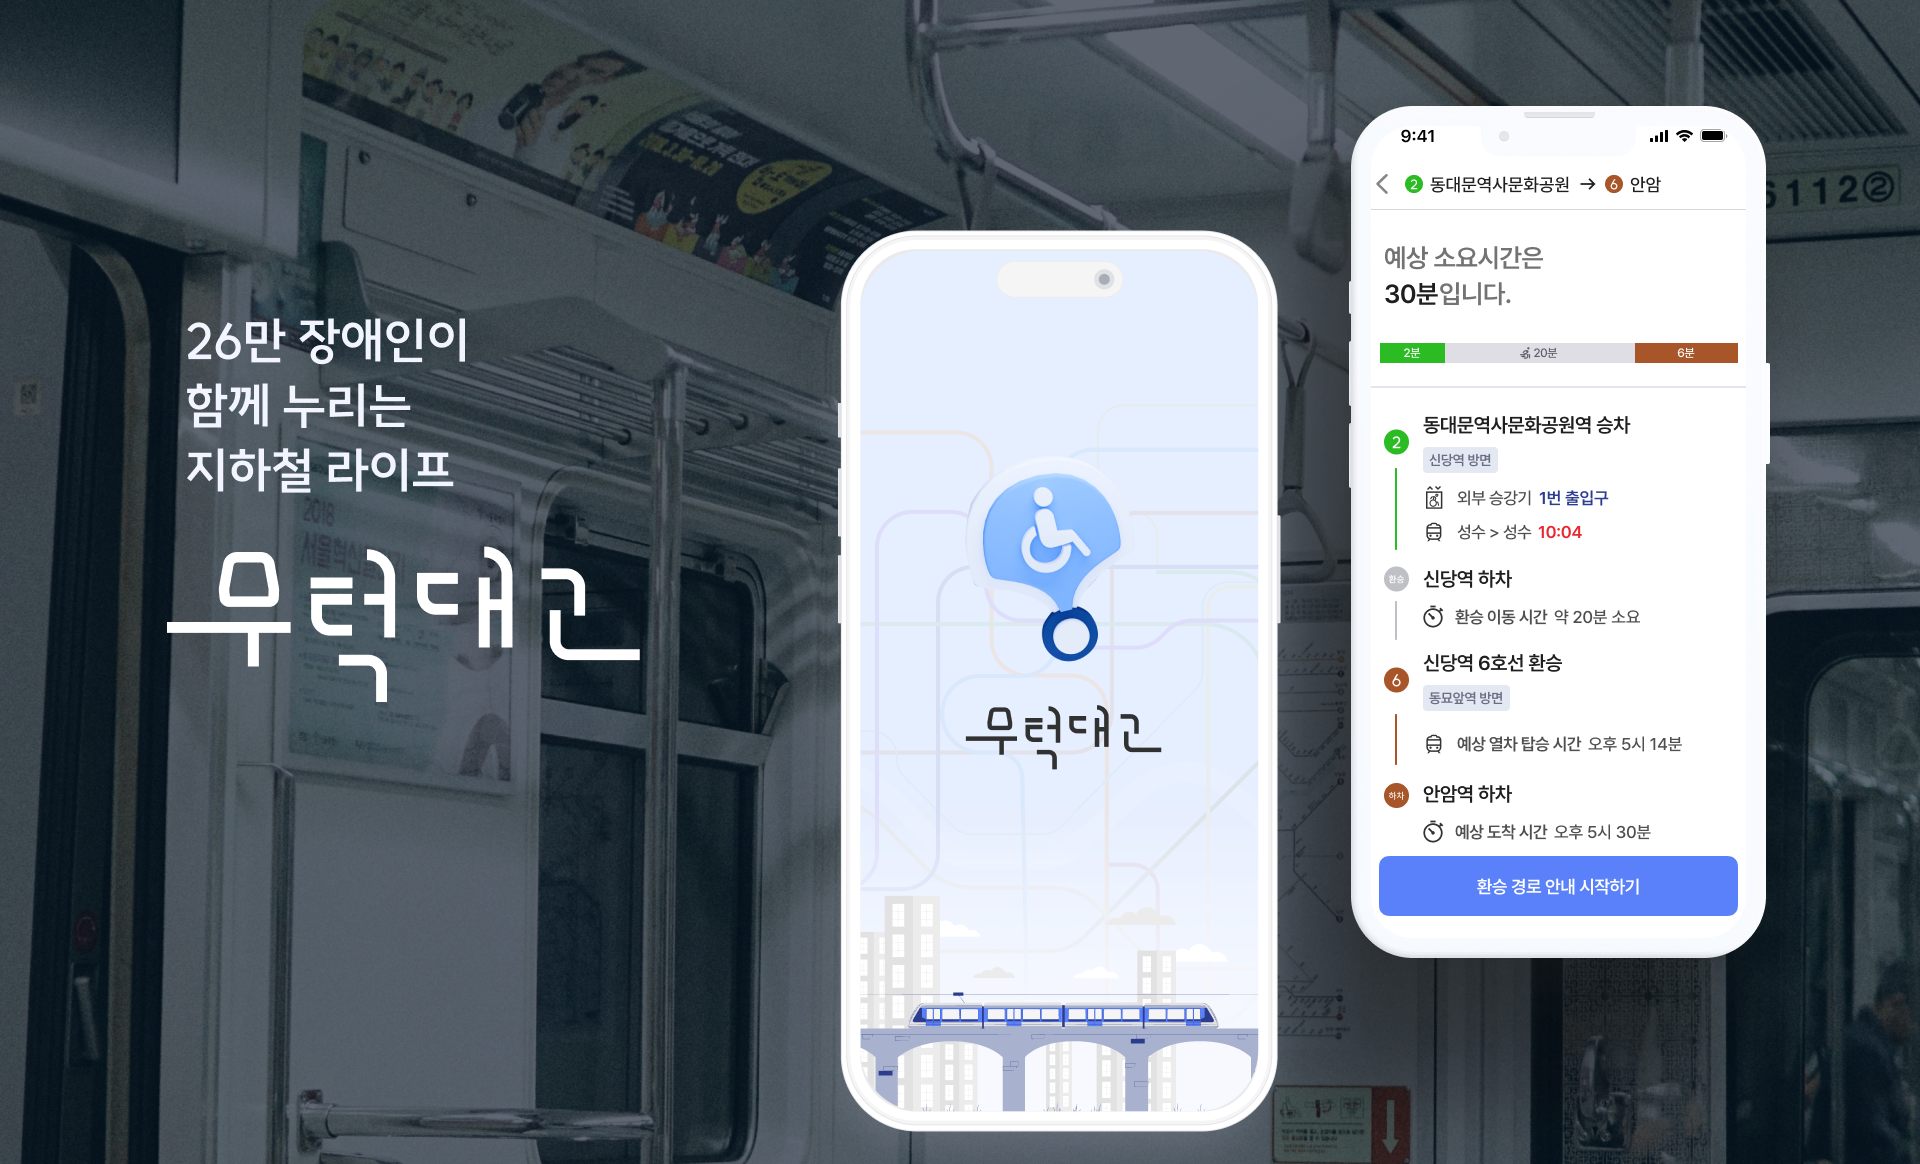 26만 장애인이
함께 누리는
지하철 라이프
무턱대고
무턱대고
9:41
2 동대문역사문화공원 → 6 안암
예상 소요시간은
30분입니다.
2분 20분 6분
동대문역사문화공원역 승차
2
신당역 방면
외부 승강기 1번 출입구
성수 > 성수 10:04
환승 신당역 하차
환승 이동 시간 약 20분 소요
신당역 6호선 환승
6
동묘앞역 방면
예상 열차 탑승 시간 오후 5시 14분
하차 안암역 하차
예상 도착 시간 오후 5시 30분
환승 경로 안내 시작하기
6112②